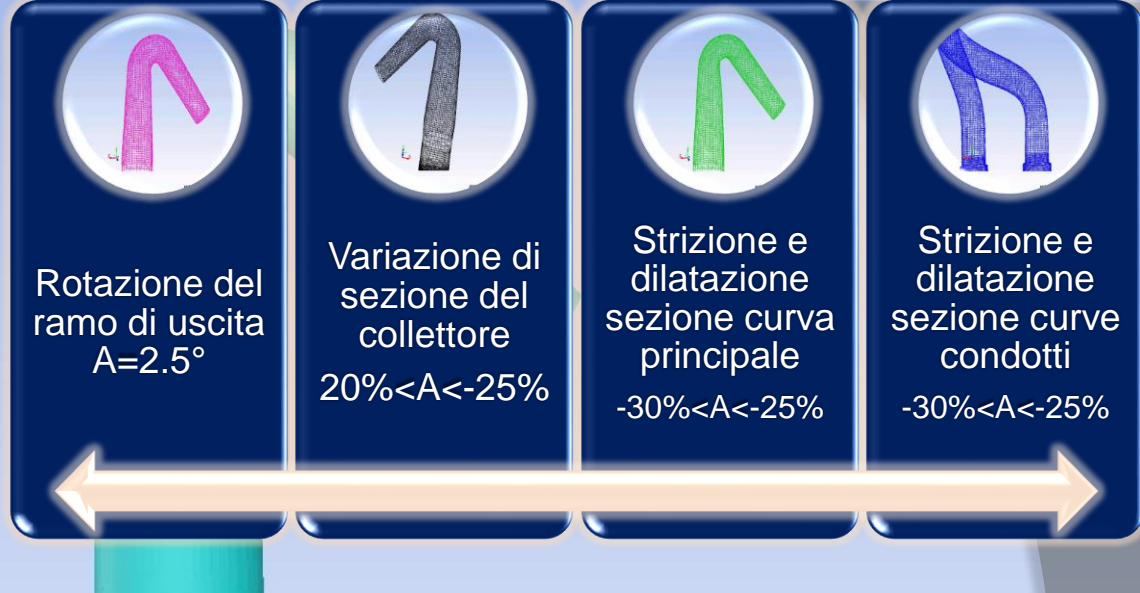 Rotazione del
ramo di uscita
A=2.5°
Variazione di
sezione del
collettore
20%<A<-25%
Strizione e
dilatazione
sezione curva
principale
-30%<A<-25%
Strizione e
dilatazione
sezione curve
condotti
-30%<A<-25%